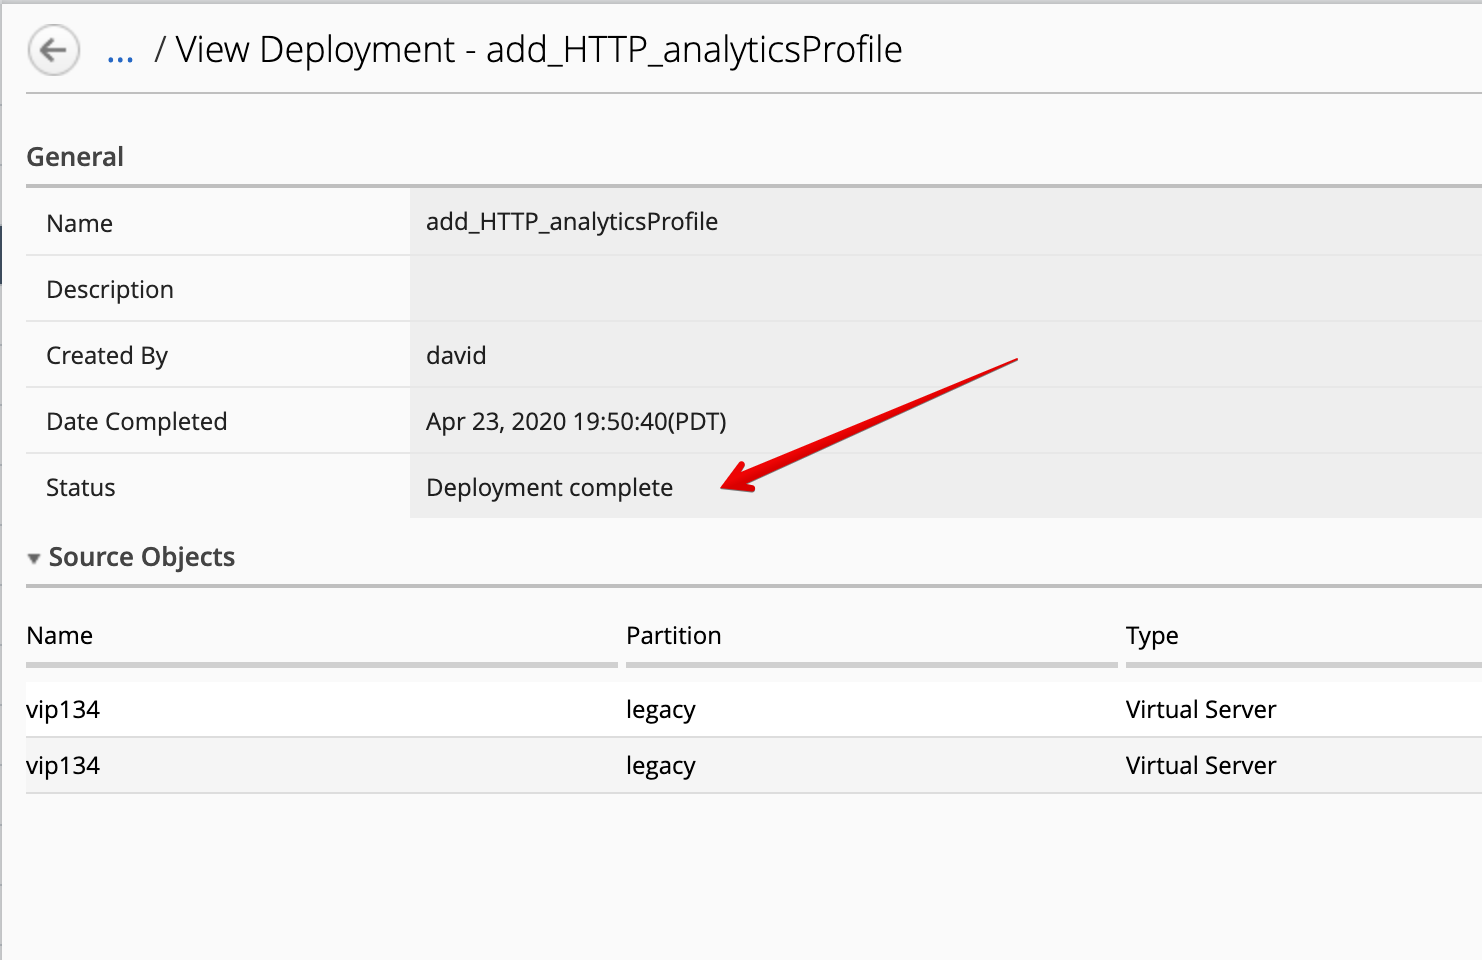 ... / View Deployment - add_HTTP_analyticsProfile
General
Name add_HTTP_analyticsProfile
Description
Created By david
Date Completed Apr 23, 2020 19:50:40(PDT)
Status Deployment complete
Source Objects
Name Partition Type
vip134 legacy Virtual Server
vip134 legacy Virtual Server